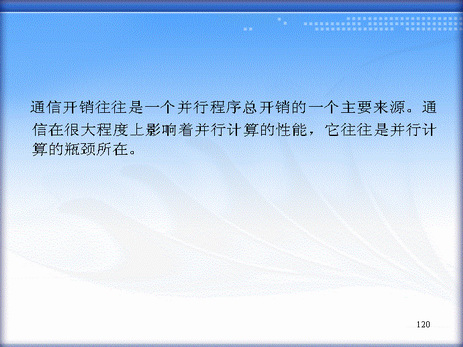 通信开销往往是一个并行程序总开销的一个主要来源。通
信在很大程度上影响着并行计算的性能，它往往是并行计
算的瓶颈所在。
120